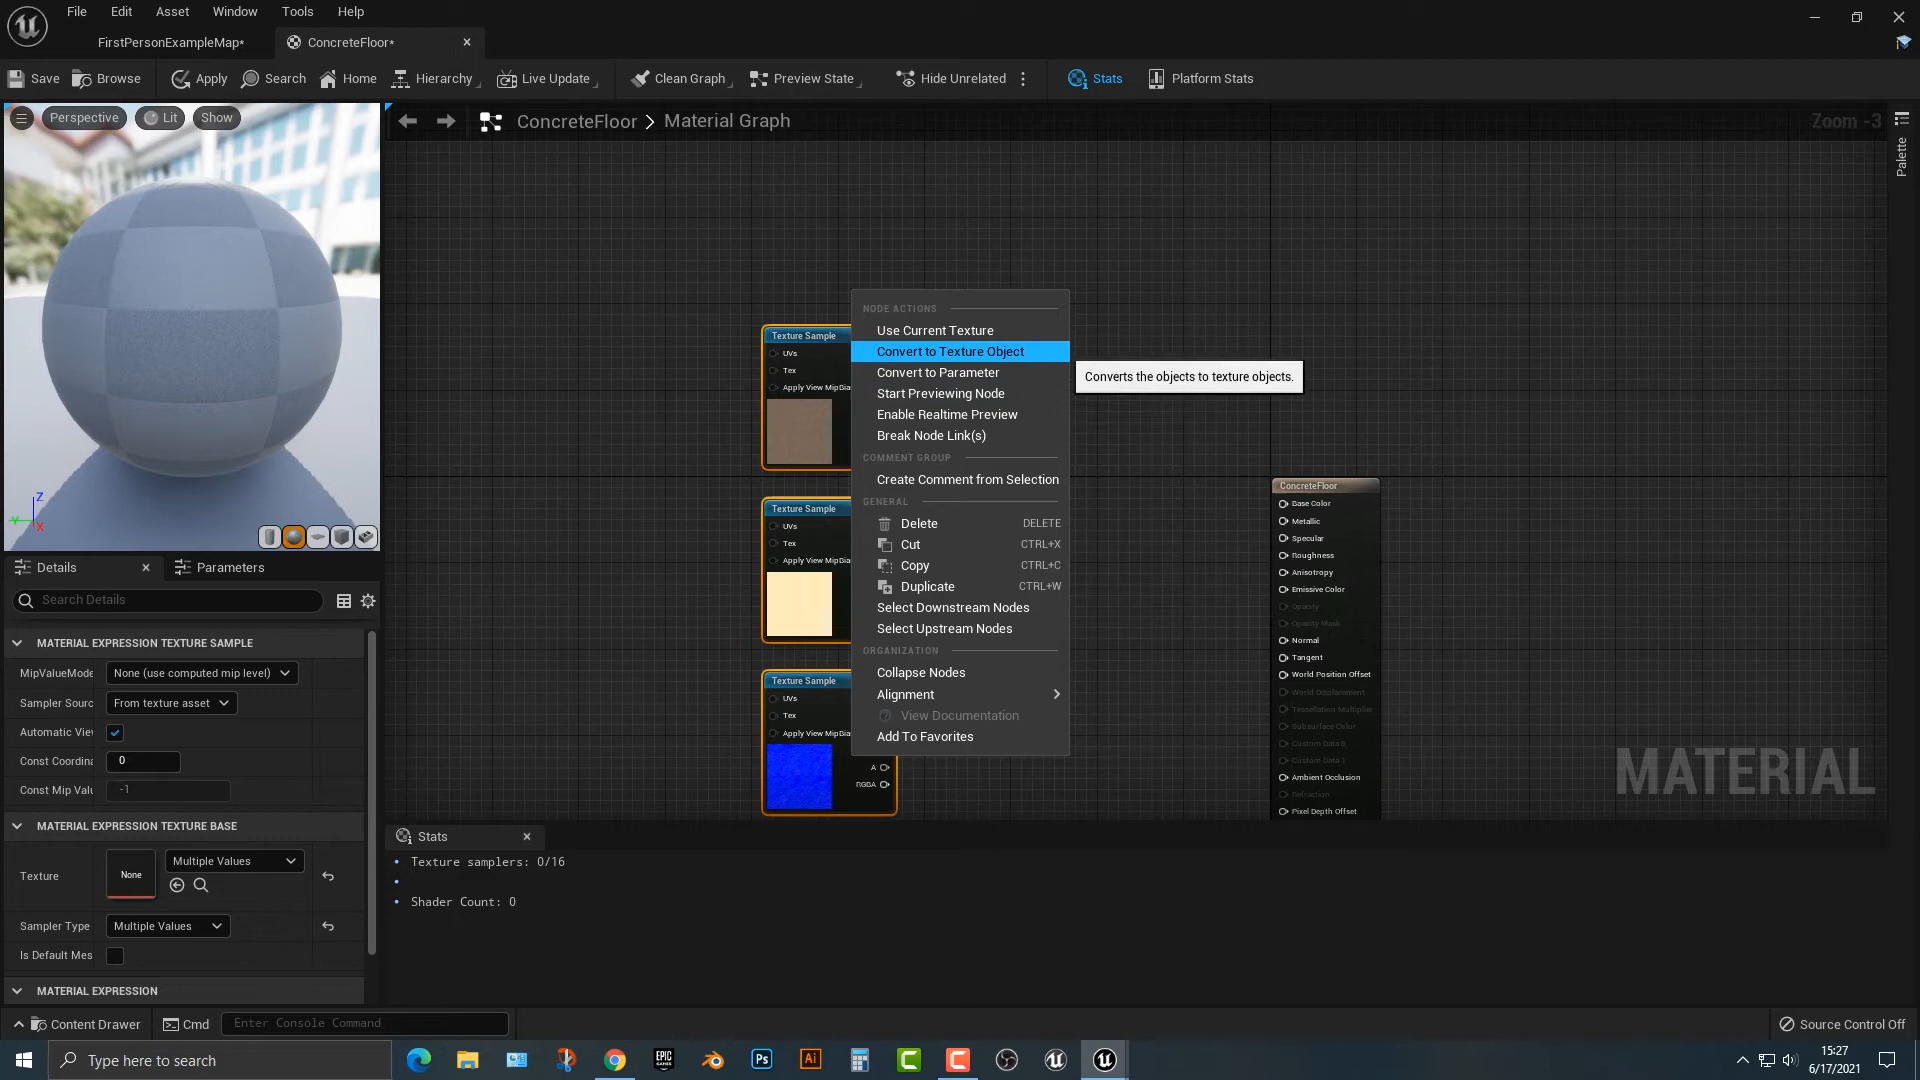 File Edit Asset Window Tools Help
FirstPersonExampleMap*
ConcreteFloor*
Save Browse Apply Search Home Hierarchy Live Update Clean Graph Preview State Hide Unrelated Stats Platform Stats
Perspective Lit Show
ConcreteFloor > Material Graph
Zoom -3
Palette
Z
Y
X
NODE ACTIONS
Use Current Texture
Convert to Texture Object
Convert to Parameter
Start Previewing Node
Enable Realtime Preview
Break Node Link(s)
COMMENT GROUP
Create Comment from Selection
GENERAL
Delete DELETE
Cut CTRL+X
Copy CTRL+C
Duplicate CTRL+W
Select Downstream Nodes
Select Upstream Nodes
ORGANIZATION
Collapse Nodes
Alignment
View Documentation
Add To Favorites
Converts the objects to texture objects.
Texture Sample
UVs
Tex
Apply View MipBia
Texture Sample
UVs
Tex
Apply View MipBia
Texture Sample
UVs
Tex
Apply View MipBia
A
RGBA
ConcreteFloor
Base Color
Metallic
Specular
Roughness
Anisotropy
Emissive Color
Opacity
Opacity Mask
Normal
Tangent
World Position Offset
World Displacement
Tessellation Multiplier
Subsurface Color
Custom Data 0
Custom Data 1
Ambient Occlusion
Refraction
Pixel Depth Offset
MATERIAL
Details
Parameters
Search Details
MATERIAL EXPRESSION TEXTURE SAMPLE
MipValueMode None (use computed mip level)
Sampler Sourc From texture asset
Automatic Viev
Const Coordina 0
Const Mip Valu -1
MATERIAL EXPRESSION TEXTURE BASE
Texture None Multiple Values
Sampler Type Multiple Values
Is Default Mes
MATERIAL EXPRESSION
Stats
Texture samplers: 0/16
Shader Count: 0
Content Drawer Cmd Enter Console Command
Source Control Off
Type here to search
EPIC
GAMES
Ps
Ai
15:27
6/17/2021